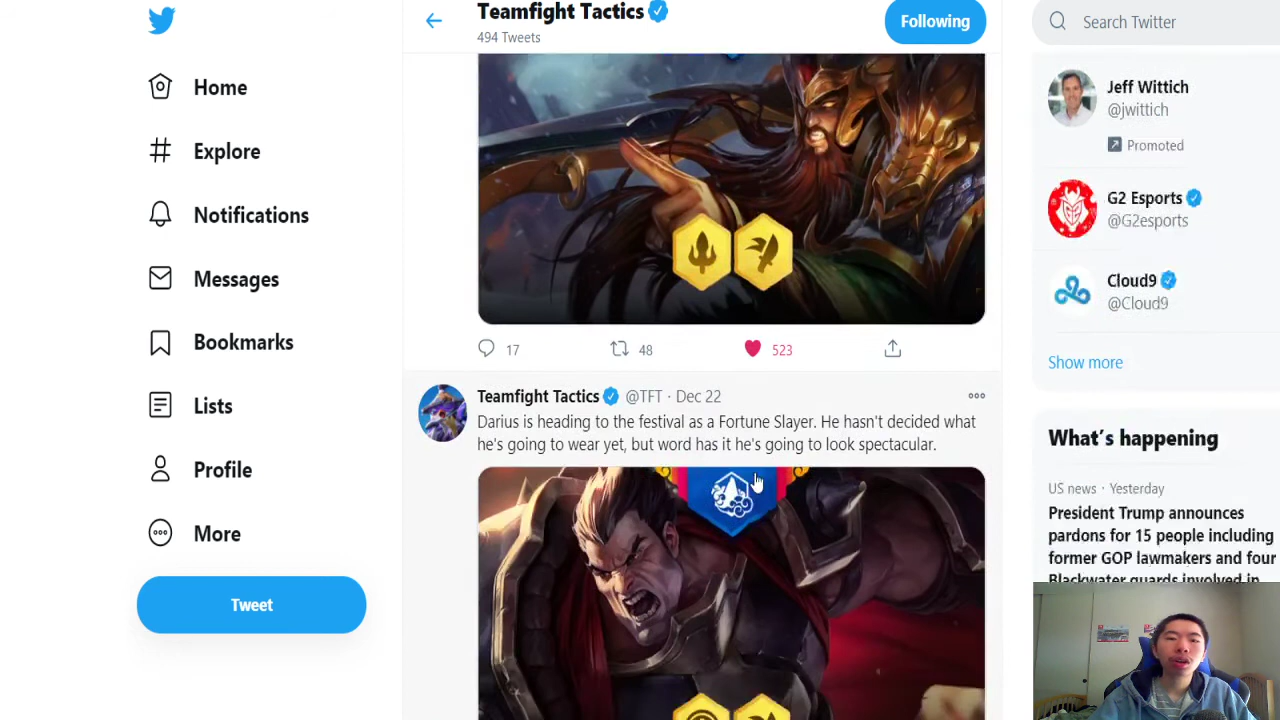 Teamfight Tactics
494 Tweets
Following
Search Twitter
Home
Explore
Notifications
Messages
Bookmarks
Lists
Profile
More
Tweet
17
48
523
Teamfight Tactics @TFT · Dec 22
Darius is heading to the festival as a Fortune Slayer. He hasn't decided what
he's going to wear yet, but word has it he's going to look spectacular.
Jeff Wittich
@jwittich
Promoted
G2 Esports
@G2esports
Cloud9
@Cloud9
Show more
What's happening
US news · Yesterday
President Trump announces
pardons for 15 people including
former GOP lawmakers and four
Blackwater guards involved in